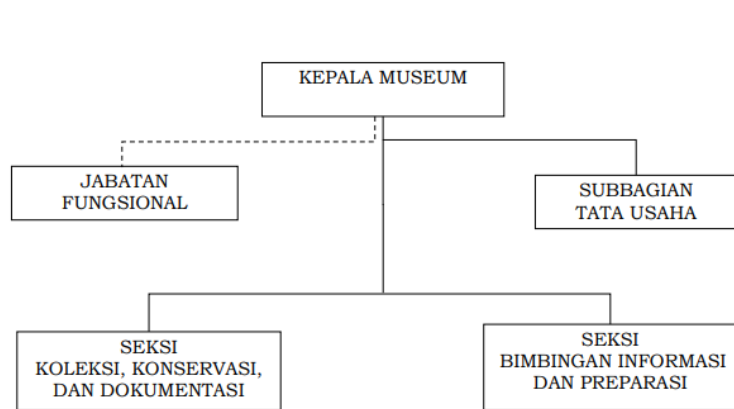 KEPALA MUSEUM
JABATAN
FUNGSIONAL
SUBBAGIAN
TATA USAHA
SEKSI
KOLEKSI, KONSERVASI,
DAN DOKUMENTASI
SEKSI
BIMBINGAN INFORMASI
DAN PREPARASI